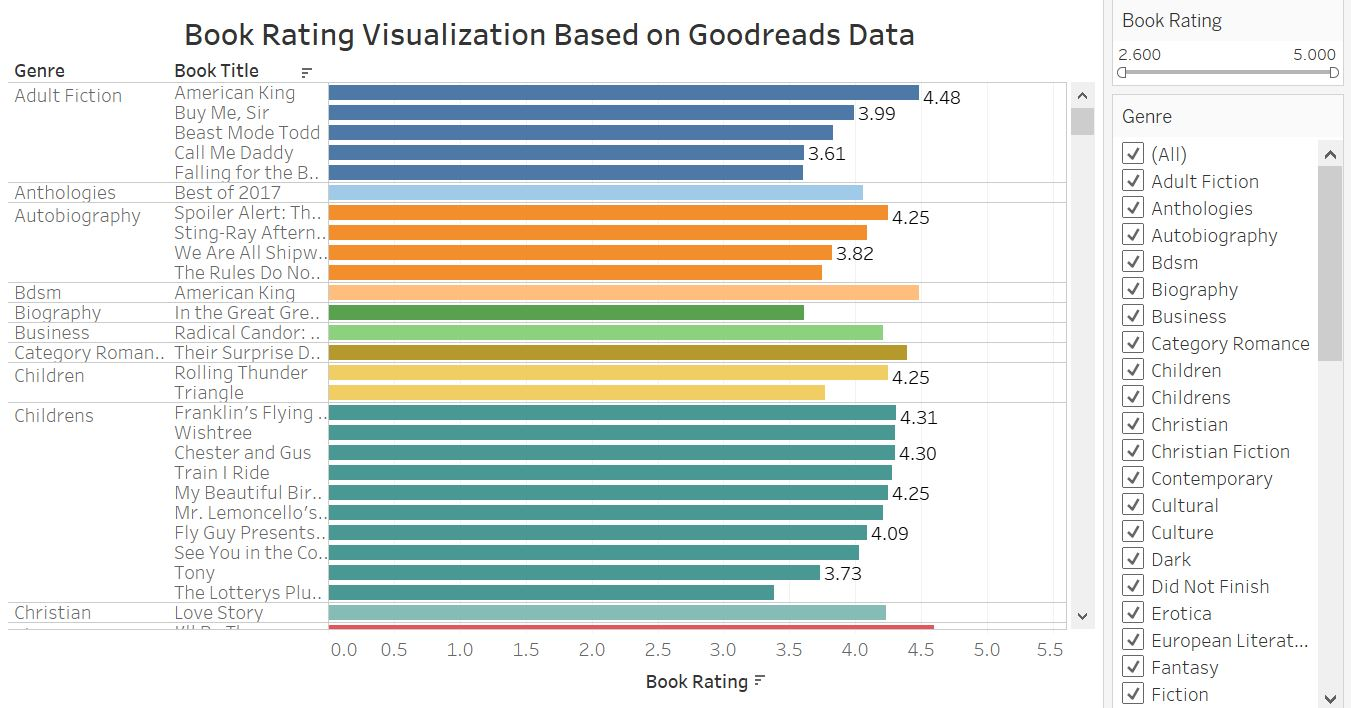 Book Rating Visualization Based on Goodreads Data
Genre Book Title
Adult Fiction American King 4.48
Buy Me, Sir 3.99
Beast Mode Todd
Call Me Daddy 3.61
Falling for the B..
Anthologies Best of 2017
Autobiography Spoiler Alert: Th.. 4.25
Sting-Ray Aftern..
We Are All Shipw.. 3.82
The Rules Do No..
Bdsm American King
Biography In the Great Gre..
Business Radical Candor: ..
Category Roman.. Their Surprise D..
Children Rolling Thunder 4.25
Triangle
Childrens Franklin's Flying .. 4.31
Wishtree
Chester and Gus 4.30
Train I Ride
My Beautiful Bir.. 4.25
Mr. Lemoncello's..
Fly Guy Presents.. 4.09
See You in the Co..
Tony 3.73
The Lotterys Plu..
Christian Love Story
0.0 0.5 1.0 1.5 2.0 2.5 3.0 3.5 4.0 4.5 5.0 5.5
Book Rating
Book Rating
2.600 5.000
Genre
(All)
Adult Fiction
Anthologies
Autobiography
Bdsm
Biography
Business
Category Romance
Children
Childrens
Christian
Christian Fiction
Contemporary
Cultural
Culture
Dark
Did Not Finish
Erotica
European Literat...
Fantasy
Fiction